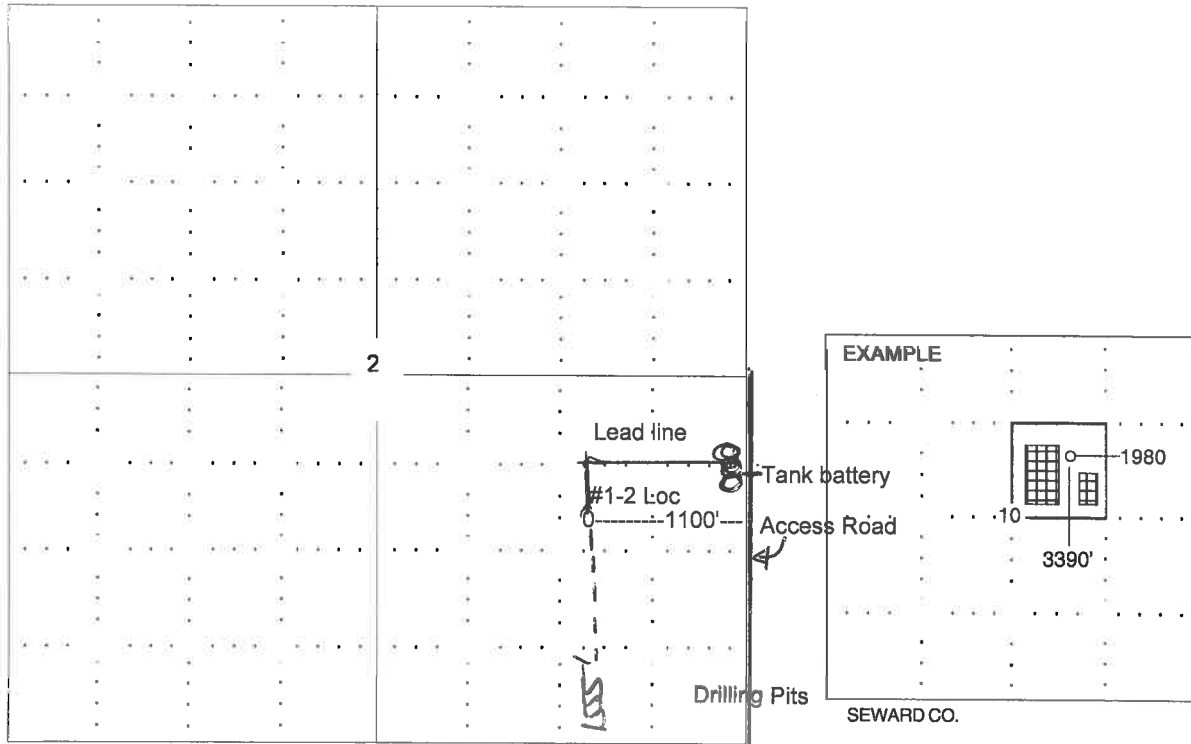 2
Lead line
Tank battery
#1-2 Loc
1100'
Access Road
Drilling Pits
EXAMPLE
1980
10
3390'
SEWARD CO.